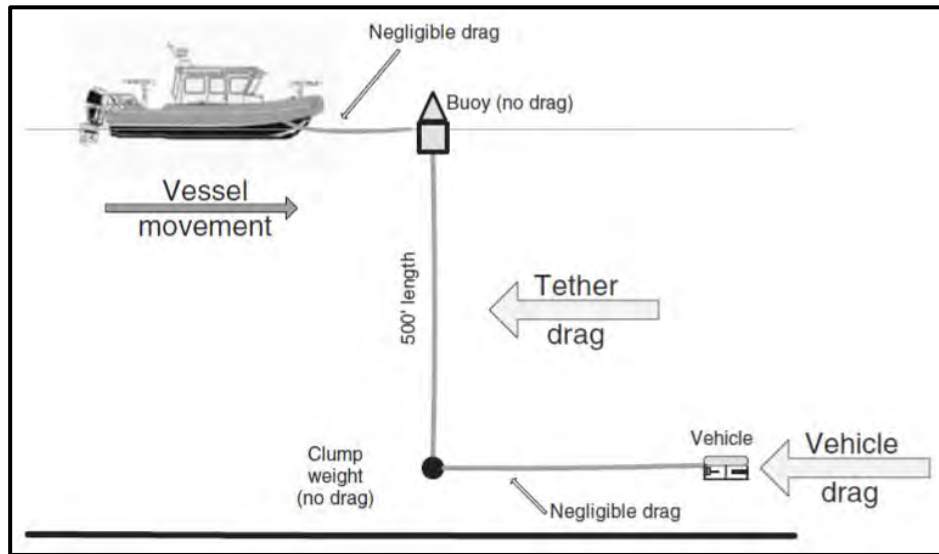 Negligible drag
Buoy (no drag)
Vessel
movement
500' length
Tether
drag
Clump
weight
(no drag)
Vehicle
Vehicle
drag
Negligible drag